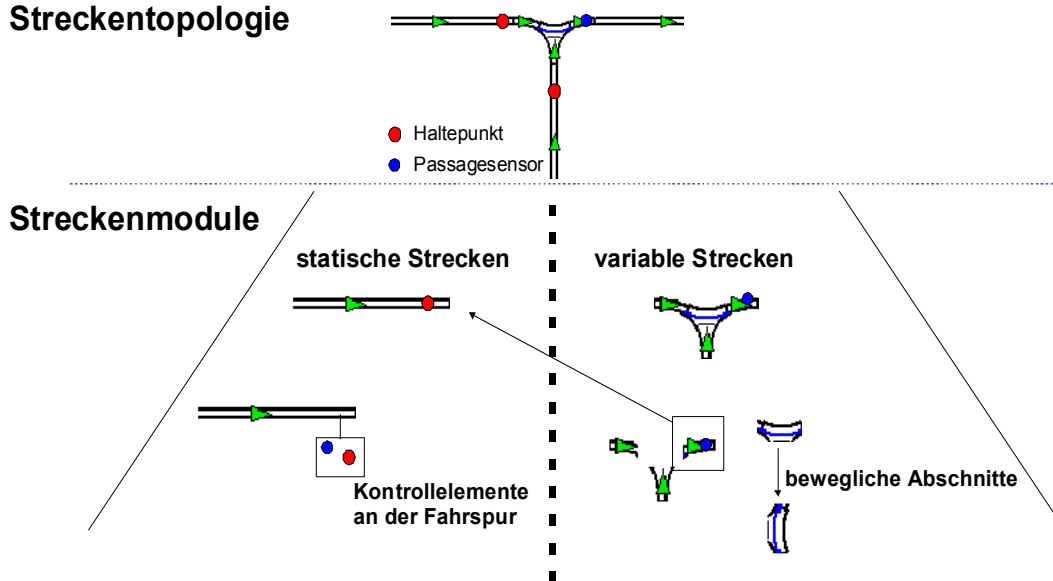 Streckentopologie
Haltepunkt
Passagesensor
Streckenmodule
statische Strecken
variable Strecken
Kontrollelemente
an der Fahrspur
bewegliche Abschnitte